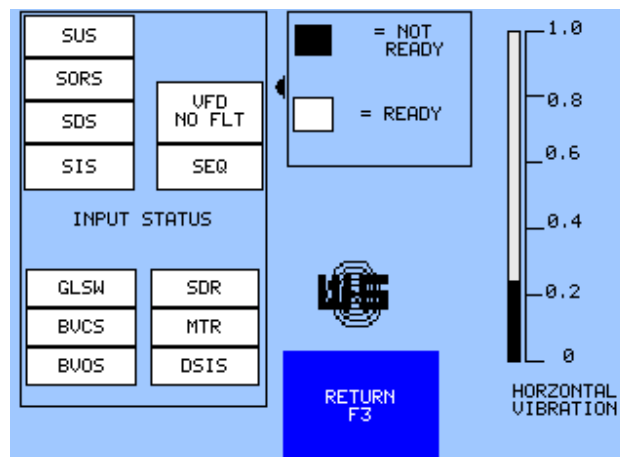 SUS
SORS
SDS
SIS
VFD
NO FLT
SEQ
INPUT STATUS
GLSW
BVCS
BVOS
SDR
MTR
DSIS
= NOT
READY
= READY
RETURN
F3
1.0
0.8
0.6
0.4
0.2
0
HORZONTAL
VIBRATION